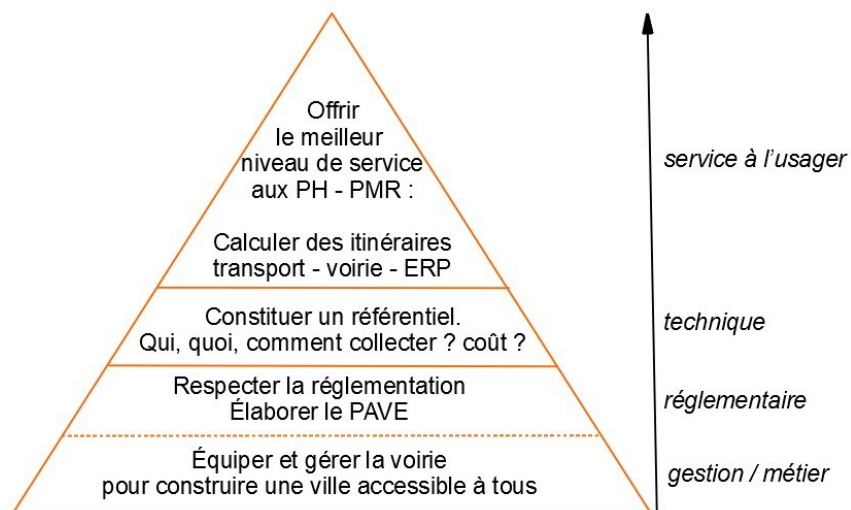 Offrir
le meilleur
niveau de service
aux PH - PMR :
service à l'usager
Calculer des itinéraires
transport - voirie - ERP
Constituer un référentiel.
Qui, quoi, comment collecter ? coût ?
technique
Respecter la réglementation
Élaborer le PAVE
réglementaire
Équiper et gérer la voirie
pour construire une ville accessible à tous
gestion / métier